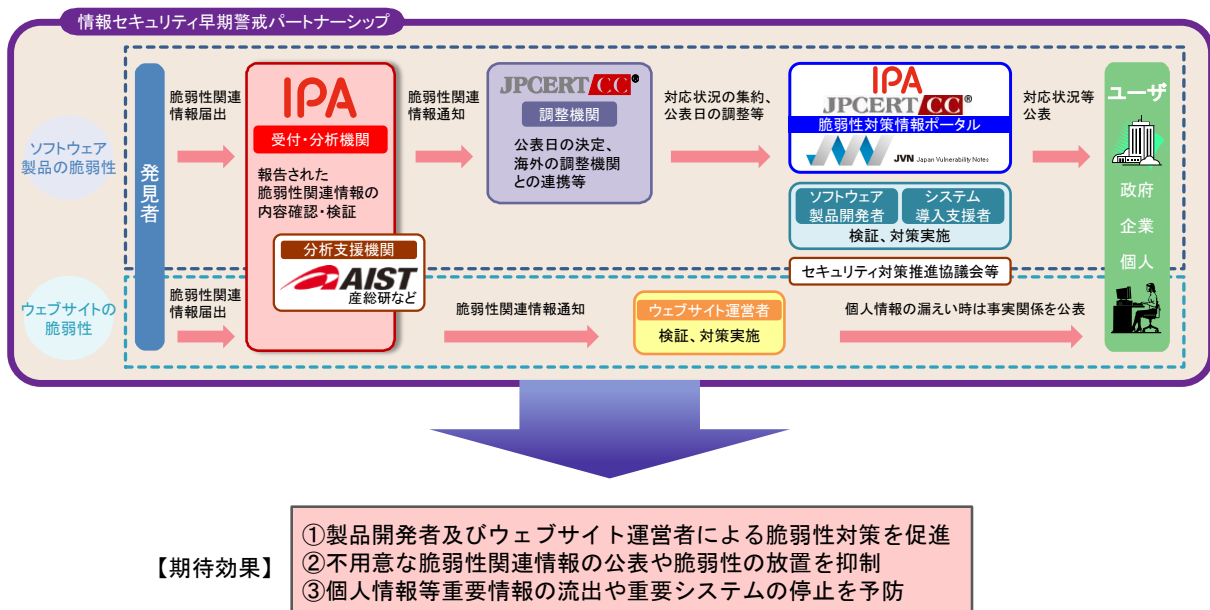 情報セキュリティ早期警戒パートナーシップ
ソフトウェア
製品の脆弱性
発見者
脆弱性関連
情報届出
IPA
受付・分析機関
報告された
脆弱性関連情報の
内容確認・検証
分析支援機関
AIST
産総研など
脆弱性関連
情報通知
JPCERT CC®
調整機関
公表日の決定、
海外の調整機関
との連携等
対応状況の集約、
公表日の調整等
IPA
JPCERT CC®
脆弱性対策情報ポータル
JVN Japan Vulnerability Notes
ソフトウェア
製品開発者
システム
導入支援者
検証、対策実施
セキュリティ対策推進協議会等
対応状況等
公表
ユーザ
政府
企業
個人
ウェブサイトの
脆弱性
脆弱性関連
情報届出
脆弱性関連情報通知
ウェブサイト運営者
検証、対策実施
個人情報の漏えい時は事実関係を公表
【期待効果】
①製品開発者及びウェブサイト運営者による脆弱性対策を促進
②不用意な脆弱性関連情報の公表や脆弱性の放置を抑制
③個人情報等重要情報の流出や重要システムの停止を予防